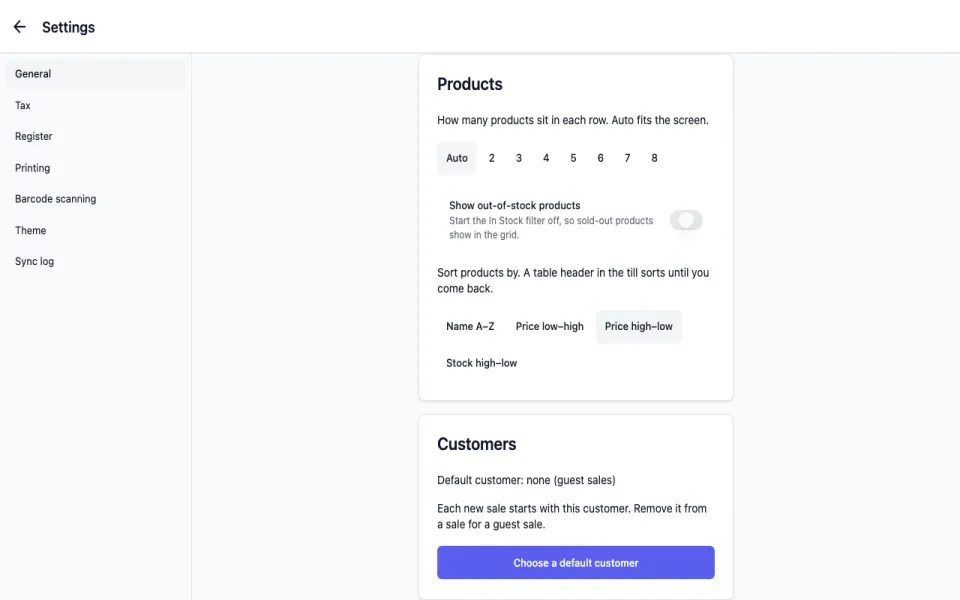 Settings
General
Tax
Register
Printing
Barcode scanning
Theme
Sync log
Products
How many products sit in each row. Auto fits the screen.
Auto 2 3 4 5 6 7 8
Show out-of-stock products
Start the In Stock filter off, so sold-out products
show in the grid.
Sort products by. A table header in the till sorts until you
come back.
Name A–Z Price low–high Price high–low
Stock high–low
Customers
Default customer: none (guest sales)
Each new sale starts with this customer. Remove it from
a sale for a guest sale.
Choose a default customer